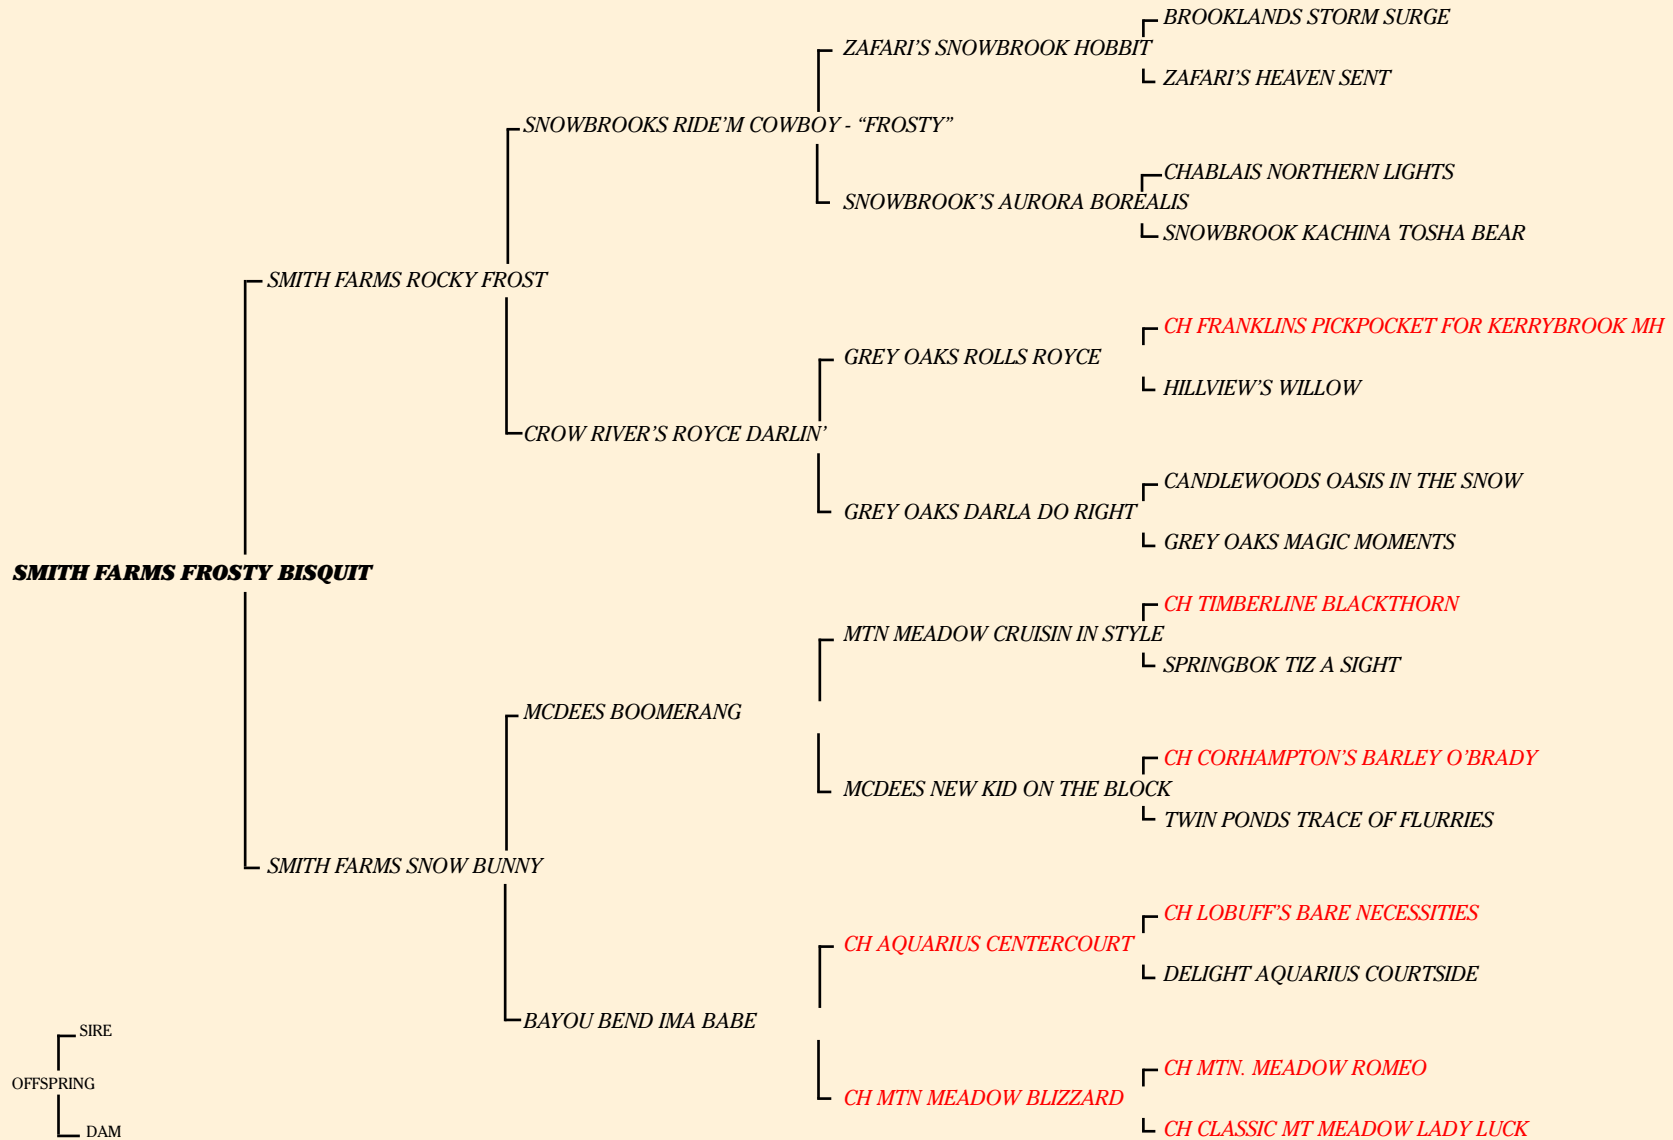 BROOKLANDS STORM SURGE
ZAFARI’S SNOWBROOK HOBBIT
ZAFARI’S HEAVEN SENT
SNOWBROOKS RIDE’M COWBOY - “FROSTY”
CHABLAIS NORTHERN LIGHTS
SNOWBROOK’S AURORA BOREALIS
SNOWBROOK KACHINA TOSHA BEAR
SMITH FARMS ROCKY FROST
CH FRANKLINS PICKPOCKET FOR KERRYBROOK MH
GREY OAKS ROLLS ROYCE
HILLVIEW’S WILLOW
CROW RIVER’S ROYCE DARLIN’
CANDLEWOODS OASIS IN THE SNOW
GREY OAKS DARLA DO RIGHT
GREY OAKS MAGIC MOMENTS
SMITH FARMS FROSTY BISQUIT
CH TIMBERLINE BLACKTHORN
MTN MEADOW CRUISIN IN STYLE
SPRINGBOK TIZ A SIGHT
MCDEES BOOMERANG
CH CORHAMPTON’S BARLEY O’BRADY
MCDEES NEW KID ON THE BLOCK
TWIN PONDS TRACE OF FLURRIES
SMITH FARMS SNOW BUNNY
CH LOBUFF’S BARE NECESSITIES
CH AQUARIUS CENTERCOURT
DELIGHT AQUARIUS COURTSIDE
BAYOU BEND IMA BABE
CH MTN. MEADOW ROMEO
CH MTN MEADOW BLIZZARD
CH CLASSIC MT MEADOW LADY LUCK
SIRE
OFFSPRING
DAM